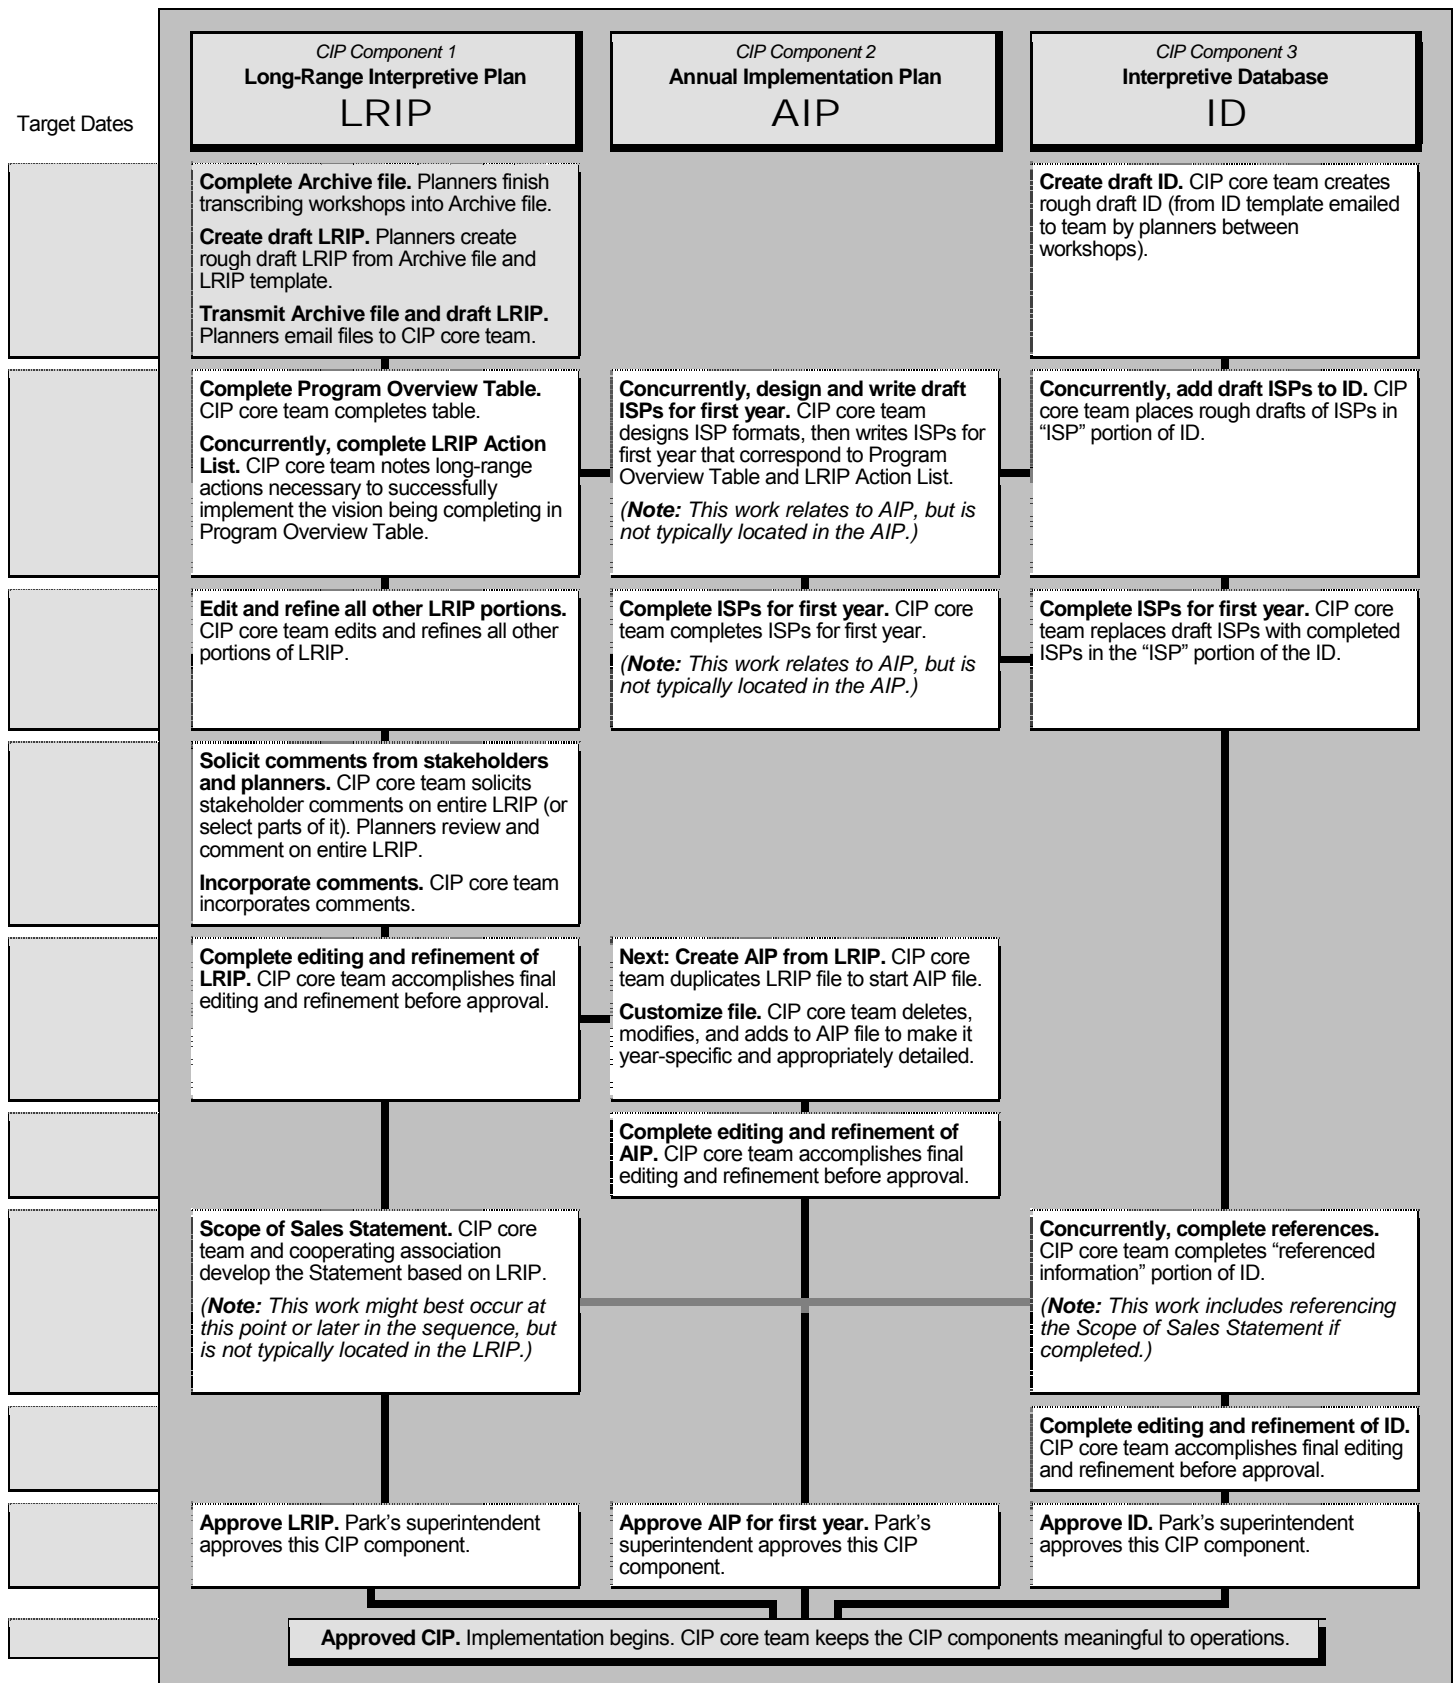 Target Dates
CIP Component 1
Long-Range Interpretive Plan
LRIP
CIP Component 2
Annual Implementation Plan
AIP
CIP Component 3
Interpretive Database
ID
Complete Archive file. Planners finish
transcribing workshops into Archive file.
Create draft LRIP. Planners create
rough draft LRIP from Archive file and
LRIP template.
Transmit Archive file and draft LRIP.
Planners email files to CIP core team.
Create draft ID. CIP core team creates
rough draft ID (from ID template emailed
to team by planners between
workshops).
Complete Program Overview Table.
CIP core team completes table.
Concurrently, complete LRIP Action
List. CIP core team notes long-range
actions necessary to successfully
implement the vision being completing in
Program Overview Table.
Concurrently, design and write draft
ISPs for first year. CIP core team
designs ISP formats, then writes ISPs for
first year that correspond to Program
Overview Table and LRIP Action List.
(Note: This work relates to AIP, but is
not typically located in the AIP.)
Concurrently, add draft ISPs to ID. CIP
core team places rough drafts of ISPs in
“ISP” portion of ID.
Edit and refine all other LRIP portions.
CIP core team edits and refines all other
portions of LRIP.
Complete ISPs for first year. CIP core
team completes ISPs for first year.
(Note: This work relates to AIP, but is
not typically located in the AIP.)
Complete ISPs for first year. CIP core
team replaces draft ISPs with completed
ISPs in the “ISP” portion of the ID.
Solicit comments from stakeholders
and planners. CIP core team solicits
stakeholder comments on entire LRIP (or
select parts of it). Planners review and
comment on entire LRIP.
Incorporate comments. CIP core team
incorporates comments.
Complete editing and refinement of
LRIP. CIP core team accomplishes final
editing and refinement before approval.
Next: Create AIP from LRIP. CIP core
team duplicates LRIP file to start AIP file.
Customize file. CIP core team deletes,
modifies, and adds to AIP file to make it
year-specific and appropriately detailed.
Complete editing and refinement of
AIP. CIP core team accomplishes final
editing and refinement before approval.
Scope of Sales Statement. CIP core
team and cooperating association
develop the Statement based on LRIP.
(Note: This work might best occur at
this point or later in the sequence, but
is not typically located in the LRIP.)
Concurrently, complete references.
CIP core team completes “referenced
information” portion of ID.
(Note: This work includes referencing
the Scope of Sales Statement if
completed.)
Complete editing and refinement of ID.
CIP core team accomplishes final editing
and refinement before approval.
Approve LRIP. Park’s superintendent
approves this CIP component.
Approve AIP for first year. Park’s
superintendent approves this CIP
component.
Approve ID. Park’s superintendent
approves this CIP component.
Approved CIP. Implementation begins. CIP core team keeps the CIP components meaningful to operations.